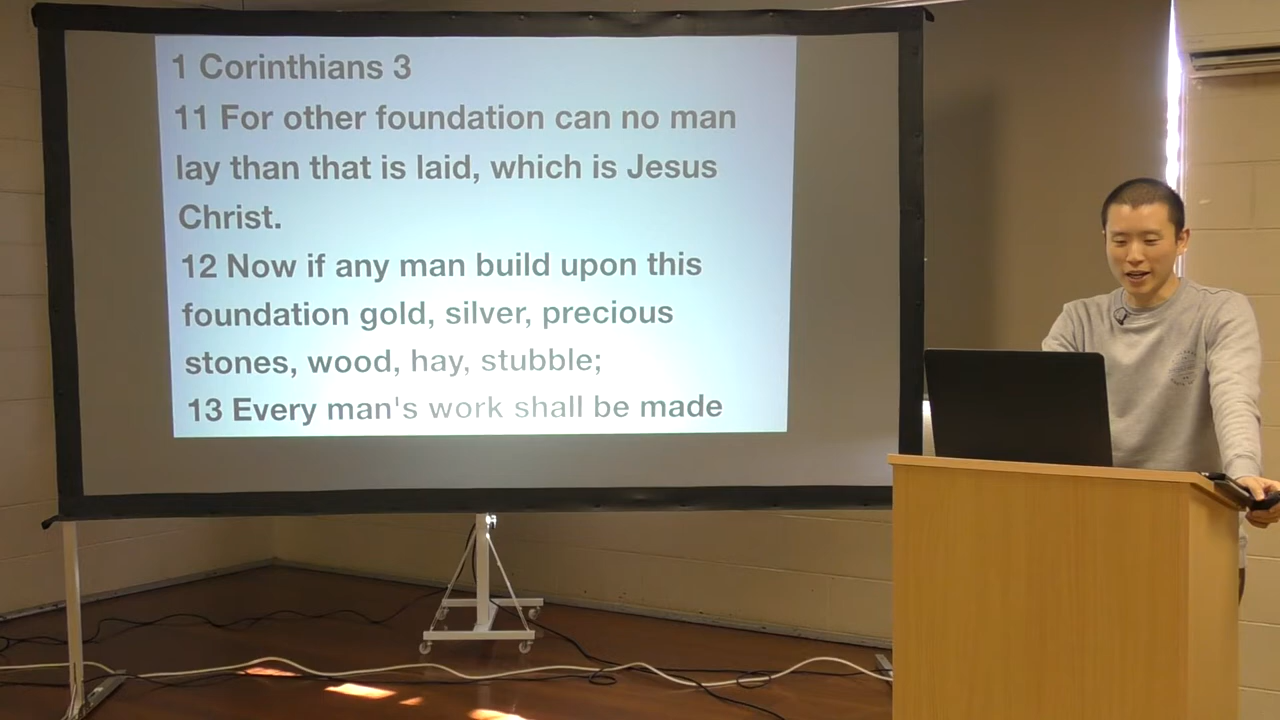 1 Corinthians 3
11 For other foundation can no man
lay than that is laid, which is Jesus
Christ.
12 Now if any man build upon this
foundation gold, silver, precious
stones, wood, hay, stubble;
13 Every man's work shall be made